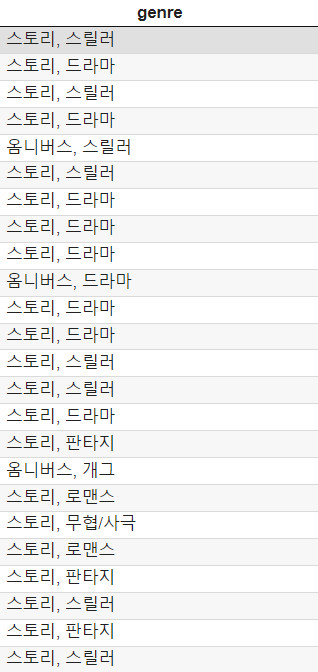 genre
스토리, 스릴러
스토리, 드라마
스토리, 스릴러
스토리, 드라마
옴니버스, 스릴러
스토리, 스릴러
스토리, 드라마
스토리, 드라마
스토리, 드라마
옴니버스, 드라마
스토리, 드라마
스토리, 드라마
스토리, 스릴러
스토리, 스릴러
스토리, 드라마
스토리, 판타지
옴니버스, 개그
스토리, 로맨스
스토리, 무협/사극
스토리, 로맨스
스토리, 판타지
스토리, 스릴러
스토리, 판타지
스토리, 스릴러